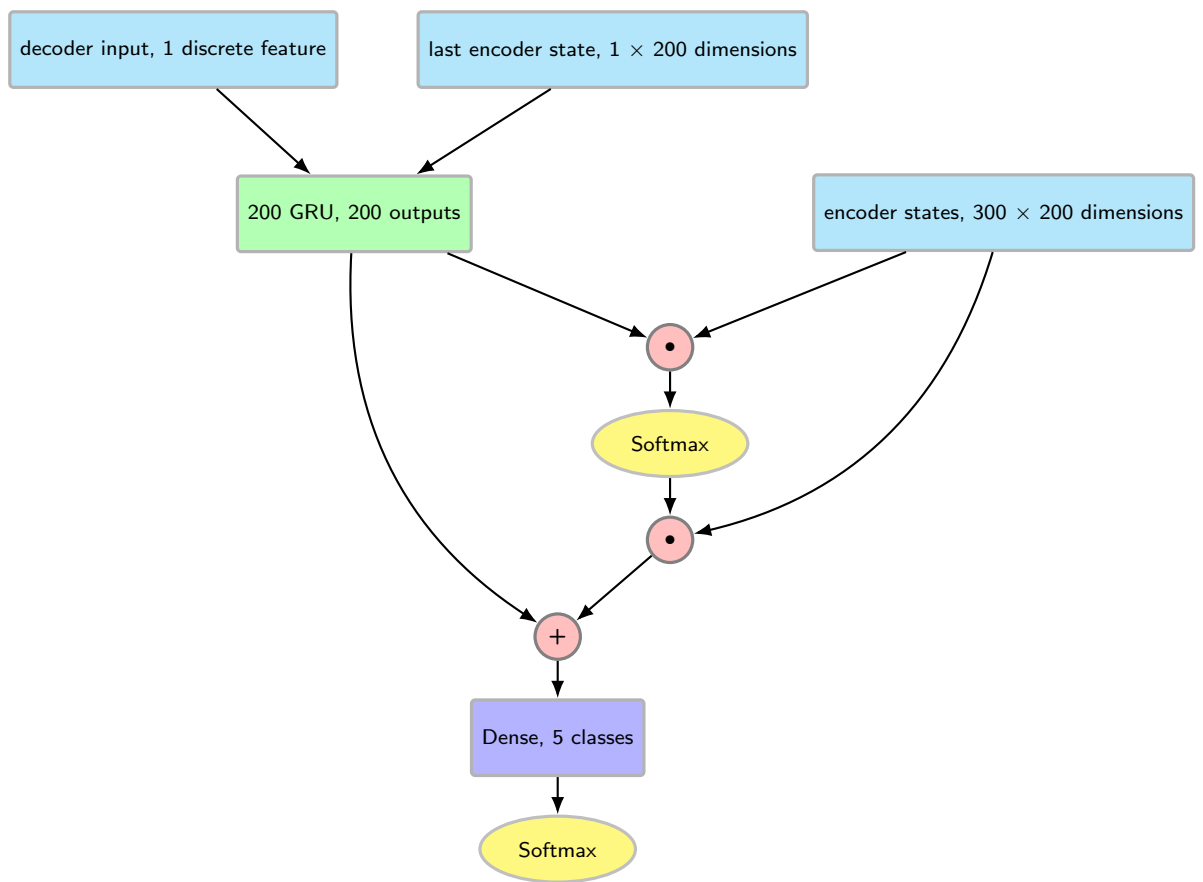 decoder input, 1 discrete feature
last encoder state, 1 × 200 dimensions
200 GRU, 200 outputs
encoder states, 300 × 200 dimensions
•
Softmax
•
+
Dense, 5 classes
Softmax